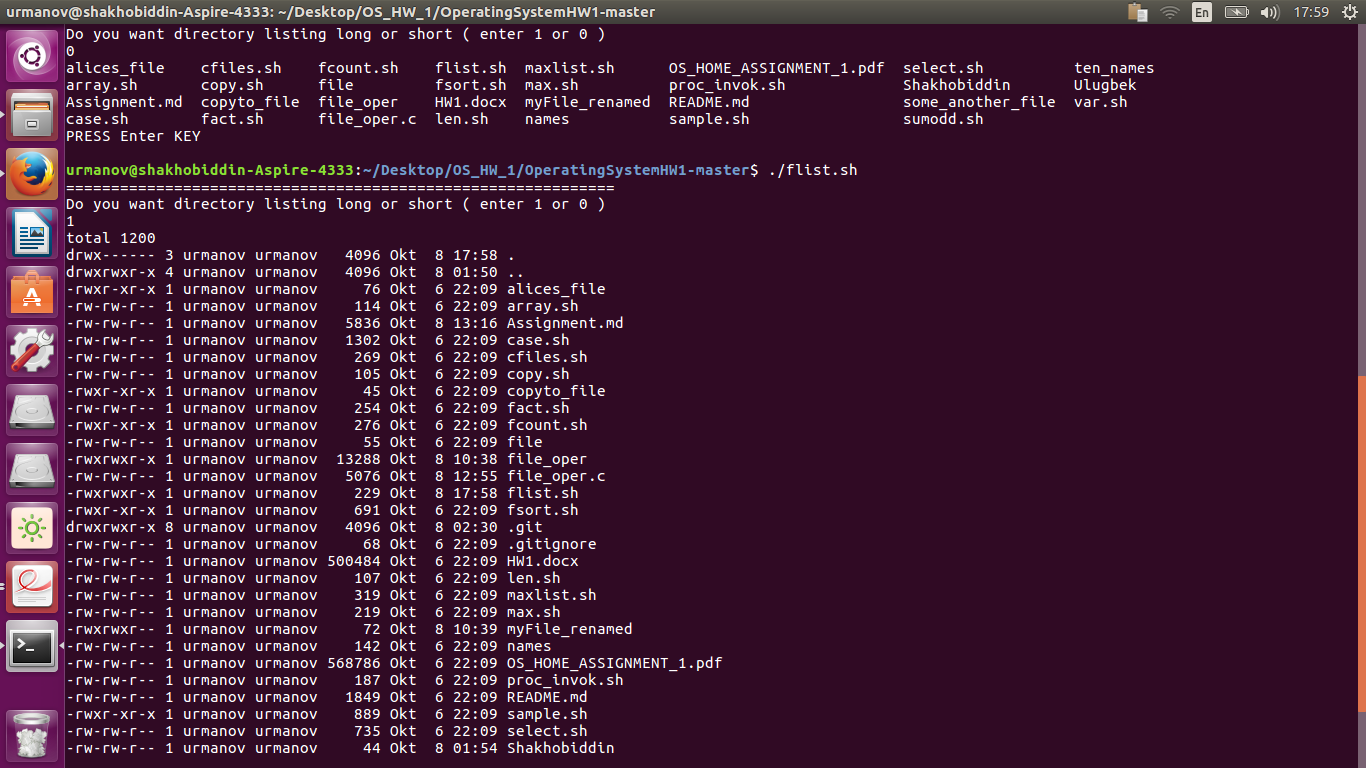 urmanov@shakhobiddin-Aspire-4333: ~/Desktop/OS_HW_1/OperatingSystemHW1-master
En
17:59
Do you want directory listing long or short ( enter 1 or 0 )
0
alices_file cfiles.sh fcount.sh flist.sh maxlist.sh OS_HOME_ASSIGNMENT_1.pdf select.sh ten_names
array.sh copy.sh file fsort.sh max.sh proc_invok.sh Shakhobiddin Ulugbek
Assignment.md copyto_file file_oper HW1.docx myFile_renamed README.md some_another_file var.sh
case.sh fact.sh file_oper.c len.sh names sample.sh sumodd.sh
PRESS Enter KEY
urmanov@shakhobiddin-Aspire-4333:~/Desktop/OS_HW_1/OperatingSystemHW1-master$ ./flist.sh
=============================================================
Do you want directory listing long or short ( enter 1 or 0 )
1
total 1200
drwx------ 3 urmanov urmanov 4096 Okt 8 17:58 .
drwxrwxr-x 4 urmanov urmanov 4096 Okt 8 01:50 ..
-rwxr-xr-x 1 urmanov urmanov 76 Okt 6 22:09 alices_file
-rw-rw-r-- 1 urmanov urmanov 114 Okt 6 22:09 array.sh
-rw-rw-r-- 1 urmanov urmanov 5836 Okt 8 13:16 Assignment.md
-rw-rw-r-- 1 urmanov urmanov 1302 Okt 6 22:09 case.sh
-rw-rw-r-- 1 urmanov urmanov 269 Okt 6 22:09 cfiles.sh
-rw-rw-r-- 1 urmanov urmanov 105 Okt 6 22:09 copy.sh
-rwxr-xr-x 1 urmanov urmanov 45 Okt 6 22:09 copyto_file
-rw-rw-r-- 1 urmanov urmanov 254 Okt 6 22:09 fact.sh
-rwxr-xr-x 1 urmanov urmanov 276 Okt 6 22:09 fcount.sh
-rw-rw-r-- 1 urmanov urmanov 55 Okt 6 22:09 file
-rwxrwxr-x 1 urmanov urmanov 13288 Okt 8 10:38 file_oper
-rw-rw-r-- 1 urmanov urmanov 5076 Okt 8 12:55 file_oper.c
-rwxrwxr-x 1 urmanov urmanov 229 Okt 8 17:58 flist.sh
-rwxr-xr-x 1 urmanov urmanov 691 Okt 6 22:09 fsort.sh
drwxrwxr-x 8 urmanov urmanov 4096 Okt 8 02:30 .git
-rw-rw-r-- 1 urmanov urmanov 68 Okt 6 22:09 .gitignore
-rw-rw-r-- 1 urmanov urmanov 500484 Okt 6 22:09 HW1.docx
-rw-rw-r-- 1 urmanov urmanov 107 Okt 6 22:09 len.sh
-rw-rw-r-- 1 urmanov urmanov 319 Okt 6 22:09 maxlist.sh
-rw-rw-r-- 1 urmanov urmanov 219 Okt 6 22:09 max.sh
-rwxrwxr-- 1 urmanov urmanov 72 Okt 8 10:39 myFile_renamed
-rw-rw-r-- 1 urmanov urmanov 142 Okt 6 22:09 names
-rw-rw-r-- 1 urmanov urmanov 568786 Okt 6 22:09 OS_HOME_ASSIGNMENT_1.pdf
-rw-rw-r-- 1 urmanov urmanov 187 Okt 6 22:09 proc_invok.sh
-rw-rw-r-- 1 urmanov urmanov 1849 Okt 6 22:09 README.md
-rwxr-xr-x 1 urmanov urmanov 889 Okt 6 22:09 sample.sh
-rw-rw-r-- 1 urmanov urmanov 735 Okt 6 22:09 select.sh
-rw-rw-r-- 1 urmanov urmanov 44 Okt 8 01:54 Shakhobiddin